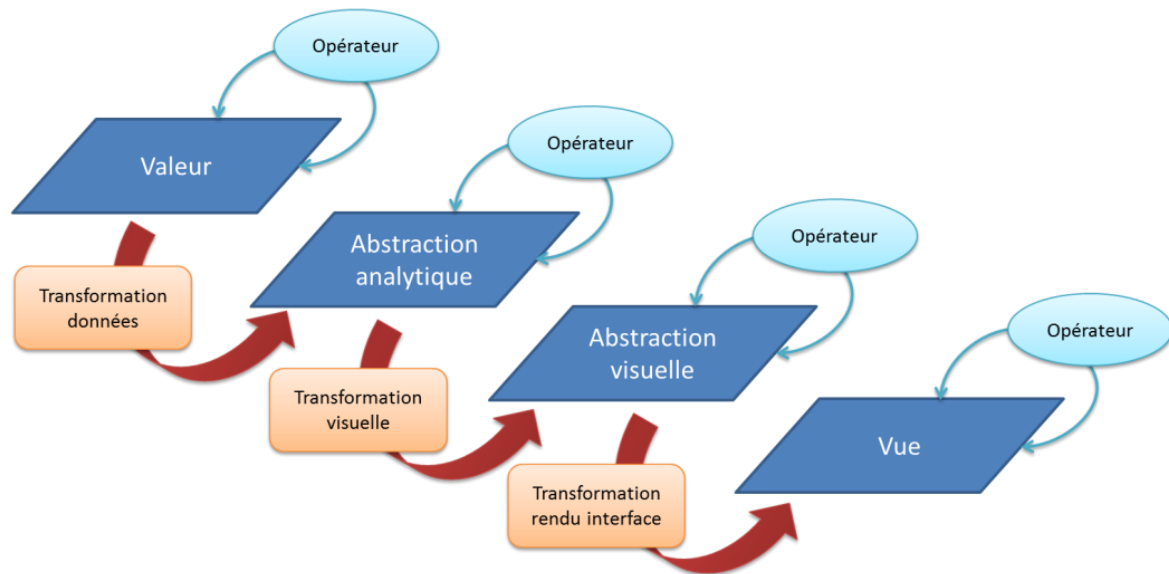 Opérateur
Valeur
Opérateur
Abstraction
analytique
Transformation
données
Opérateur
Abstraction
visuelle
Transformation
visuelle
Opérateur
Vue
Transformation
rendu interface